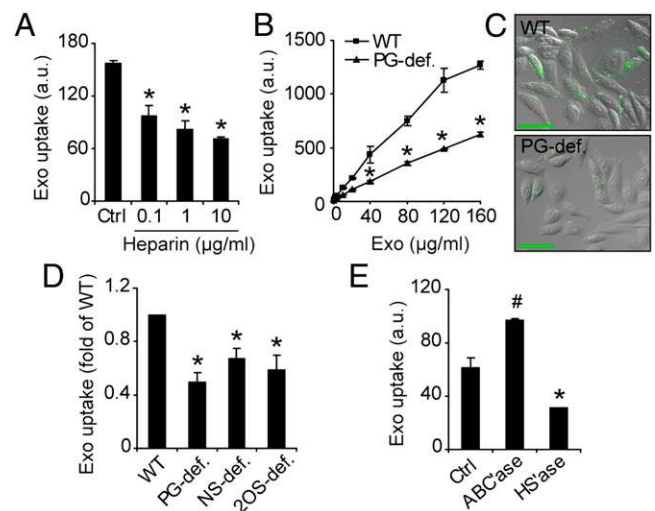 A
Exo uptake (a.u.)
180
120
60
0
*
*
*
Ctrl
0.1
1
10
Heparin (µg/ml)
B
Exo uptake (a.u.)
1500
1000
500
0
WT
PG-def.
*
*
*
*
40
80
120
160
Exo (µg/ml)
C
WT
PG-def.
D
Exo uptake (fold of WT)
1.2
0.8
0.4
0
*
*
*
WT
PG-def.
NS-def.
2OS-def.
E
Exo uptake (a.u.)
120
80
40
0
#
*
Ctrl
ABC'ase
HS'ase